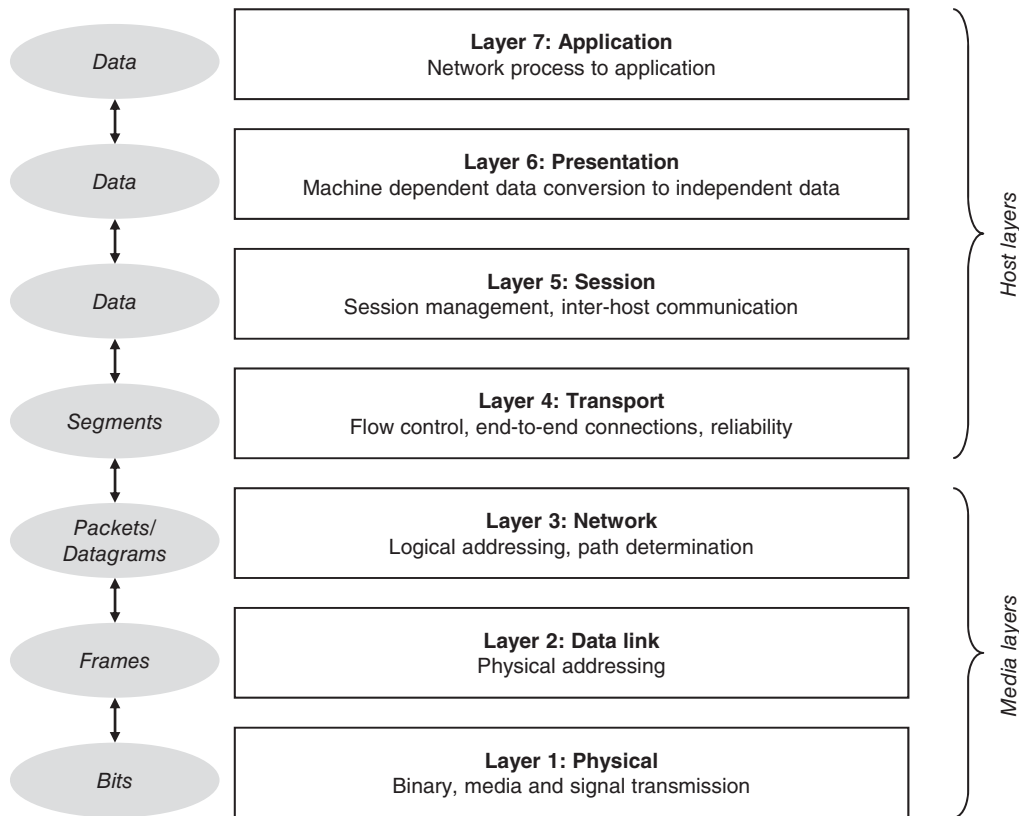 Data
Layer 7: Application
Network process to application
Data
Layer 6: Presentation
Machine dependent data conversion to independent data
Data
Layer 5: Session
Session management, inter-host communication
Segments
Layer 4: Transport
Flow control, end-to-end connections, reliability
Host layers
Packets/
Datagrams
Layer 3: Network
Logical addressing, path determination
Frames
Layer 2: Data link
Physical addressing
Bits
Layer 1: Physical
Binary, media and signal transmission
Media layers